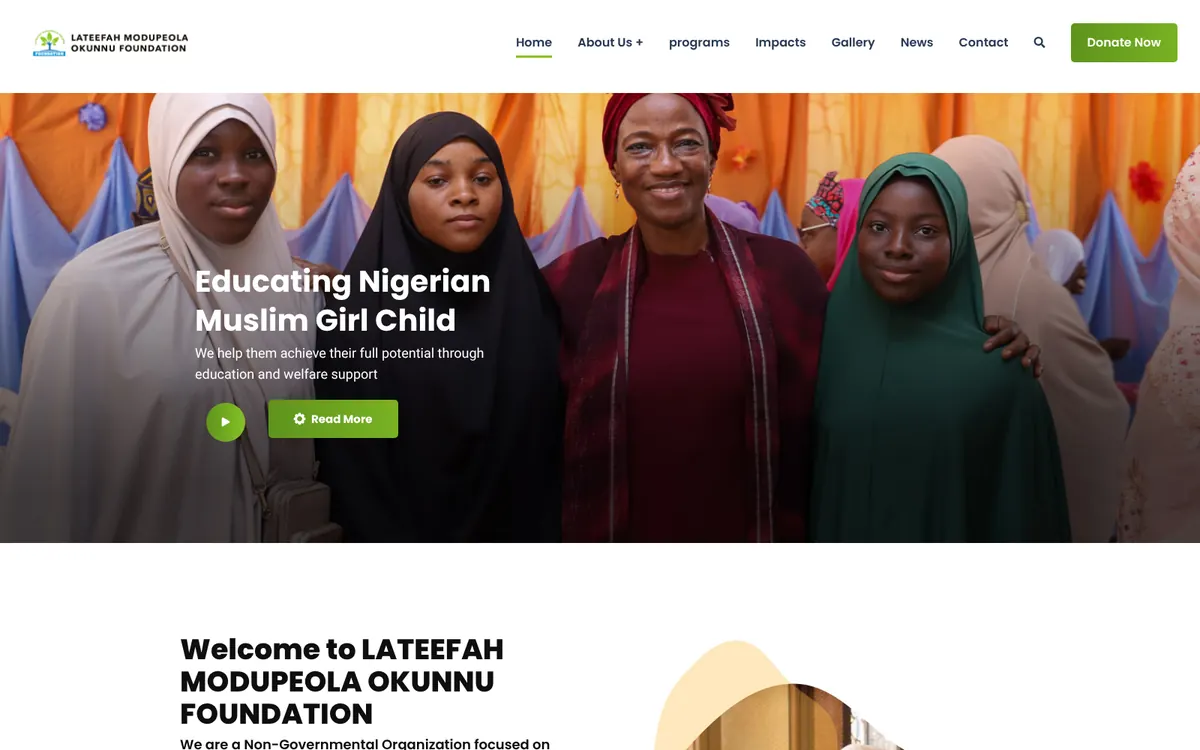 LATEEFAH MODUPEOLA
OKUNNU FOUNDATION
FOUNDATION
Home
About Us +
programs
Impacts
Gallery
News
Contact
Donate Now
Educating Nigerian
Muslim Girl Child
We help them achieve their full potential through
education and welfare support
Read More
Welcome to LATEEFAH
MODUPEOLA OKUNNU
FOUNDATION
We are a Non-Governmental Organization focused on